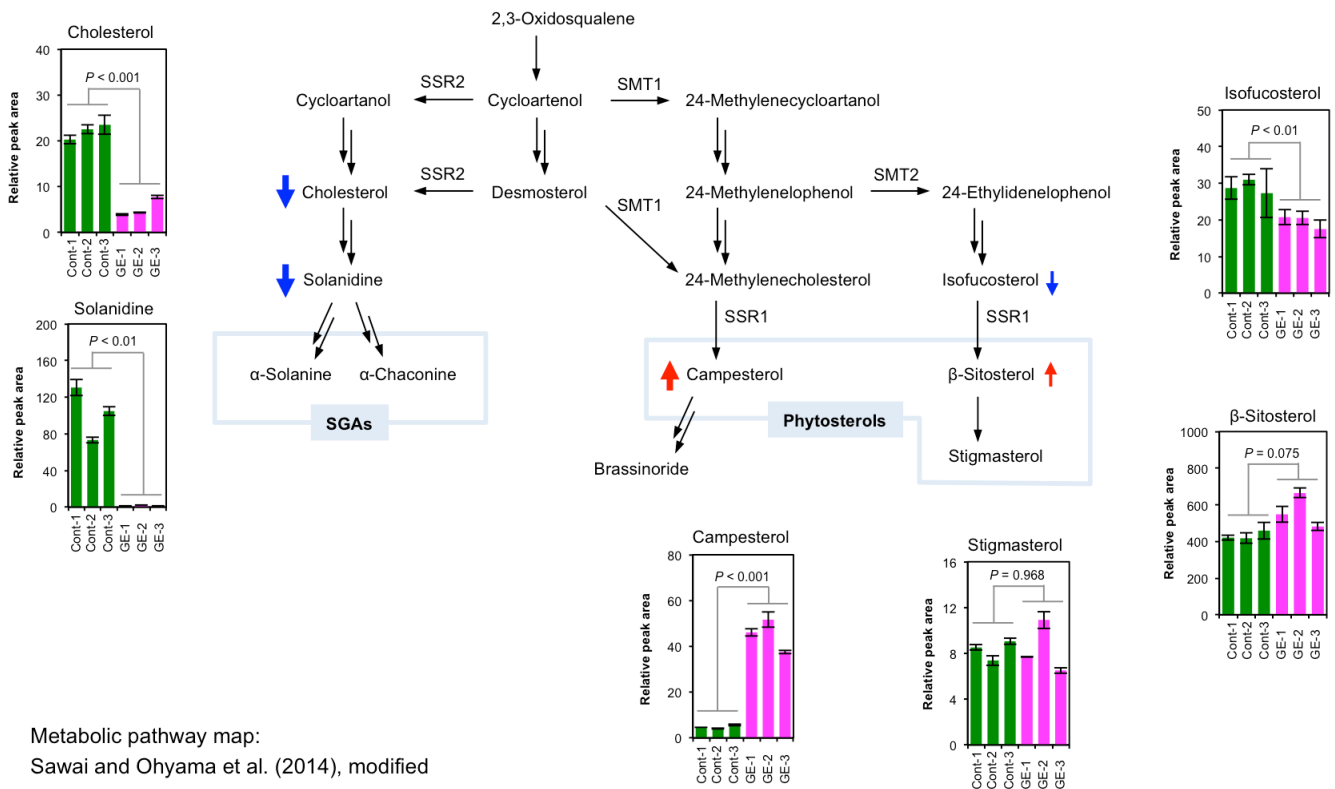 Cholesterol
40
30
20
10
0
Relative peak area
P < 0.001
Cont-1
Cont-2
Cont-3
GE-1
GE-2
GE-3
Solanidine
200
160
120
80
40
0
Relative peak area
P < 0.01
Cont-1
Cont-2
Cont-3
GE-1
GE-2
GE-3
2,3-Oxidosqualene
Cycloartanol
SSR2
Cycloartenol
SMT1
24-Methylenecycloartanol
Cholesterol
SSR2
Desmosterol
SMT1
24-Methylenelophenol
SMT2
24-Ethylidenelophenol
Solanidine
24-Methylenecholesterol
Isofucosterol
SSR1
SSR1
α-Solanine
α-Chaconine
SGAs
Campesterol
β-Sitosterol
Phytosterols
Brassinoride
Stigmasterol
Isofucosterol
50
40
30
20
10
0
Relative peak area
P < 0.01
Cont-1
Cont-2
Cont-3
GE-1
GE-2
GE-3
β-Sitosterol
1000
800
600
400
200
0
Relative peak area
P = 0.075
Cont-1
Cont-2
Cont-3
GE-1
GE-2
GE-3
Campesterol
80
60
40
20
0
Relative peak area
P < 0.001
Cont-1
Cont-2
Cont-3
GE-1
GE-2
GE-3
Stigmasterol
16
12
8
4
0
Relative peak area
P = 0.968
Cont-1
Cont-2
Cont-3
GE-1
GE-2
GE-3
Metabolic pathway map:
Sawai and Ohyama et al. (2014), modified